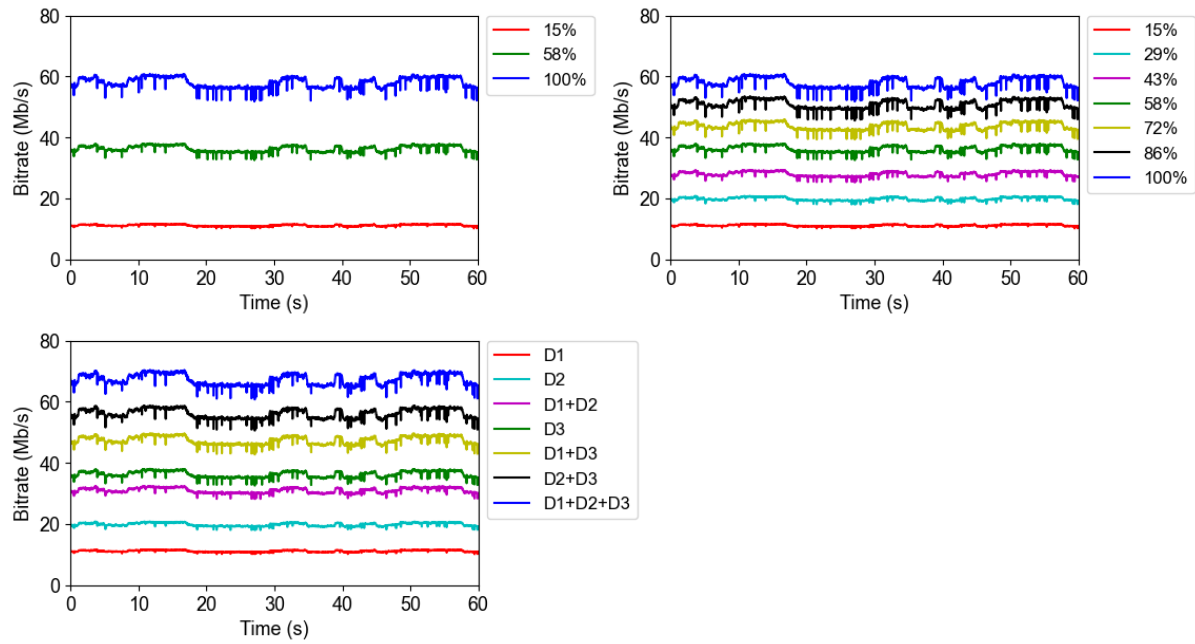 80
60
40
20
0
Bitrate (Mb/s)
0 10 20 30 40 50 60
Time (s)
15%
58%
100%
80
60
40
20
0
Bitrate (Mb/s)
0 10 20 30 40 50 60
Time (s)
15%
29%
43%
58%
72%
86%
100%
80
60
40
20
0
Bitrate (Mb/s)
0 10 20 30 40 50 60
Time (s)
D1
D2
D1+D2
D3
D1+D3
D2+D3
D1+D2+D3